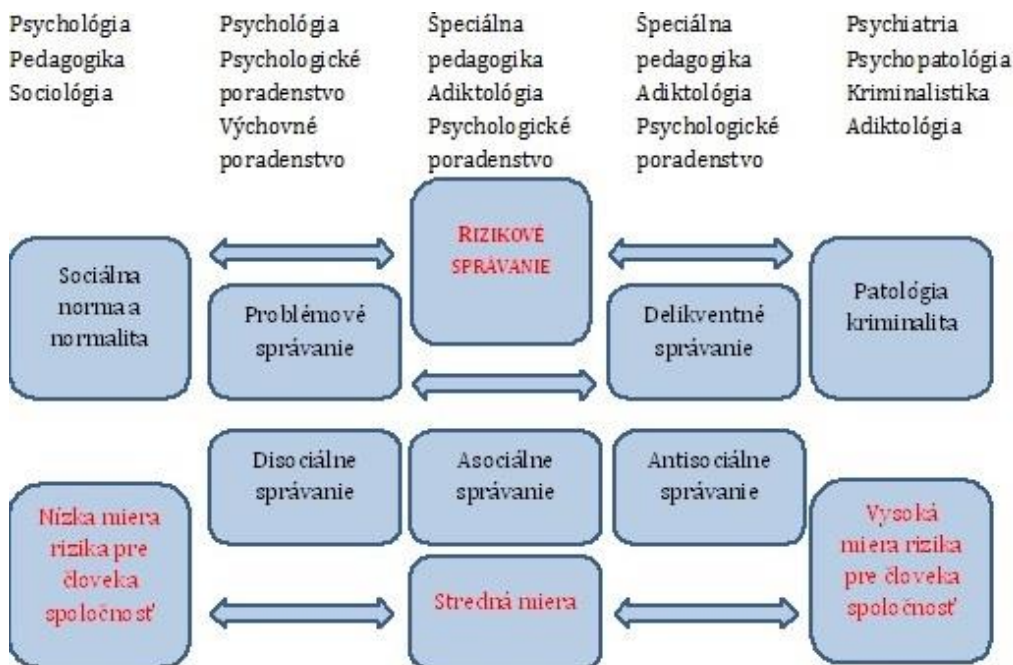 Psychológia
Pedagogika
Sociológia
Psychológia
Psychologické
poradenstvo
Výchovné
poradenstvo
Špeciálna
pedagogika
Adiktológia
Psychologické
poradenstvo
Špeciálna
pedagogika
Adiktológia
Psychologické
poradenstvo
Psychiatria
Psychopatológia
Kriminalistika
Adiktológia
Sociálna
norma a
normalita
Problémové
správanie
RIZIKOVÉ
SPRÁVANIE
Delikventné
správanie
Patológia
kriminalita
Disociálne
správanie
Asociálne
správanie
Antisociálne
správanie
Nízka miera
rizika pre
človeka
spoločnosť
Stredná miera
Vysoká
miera rizika
pre človeka
spoločnosť